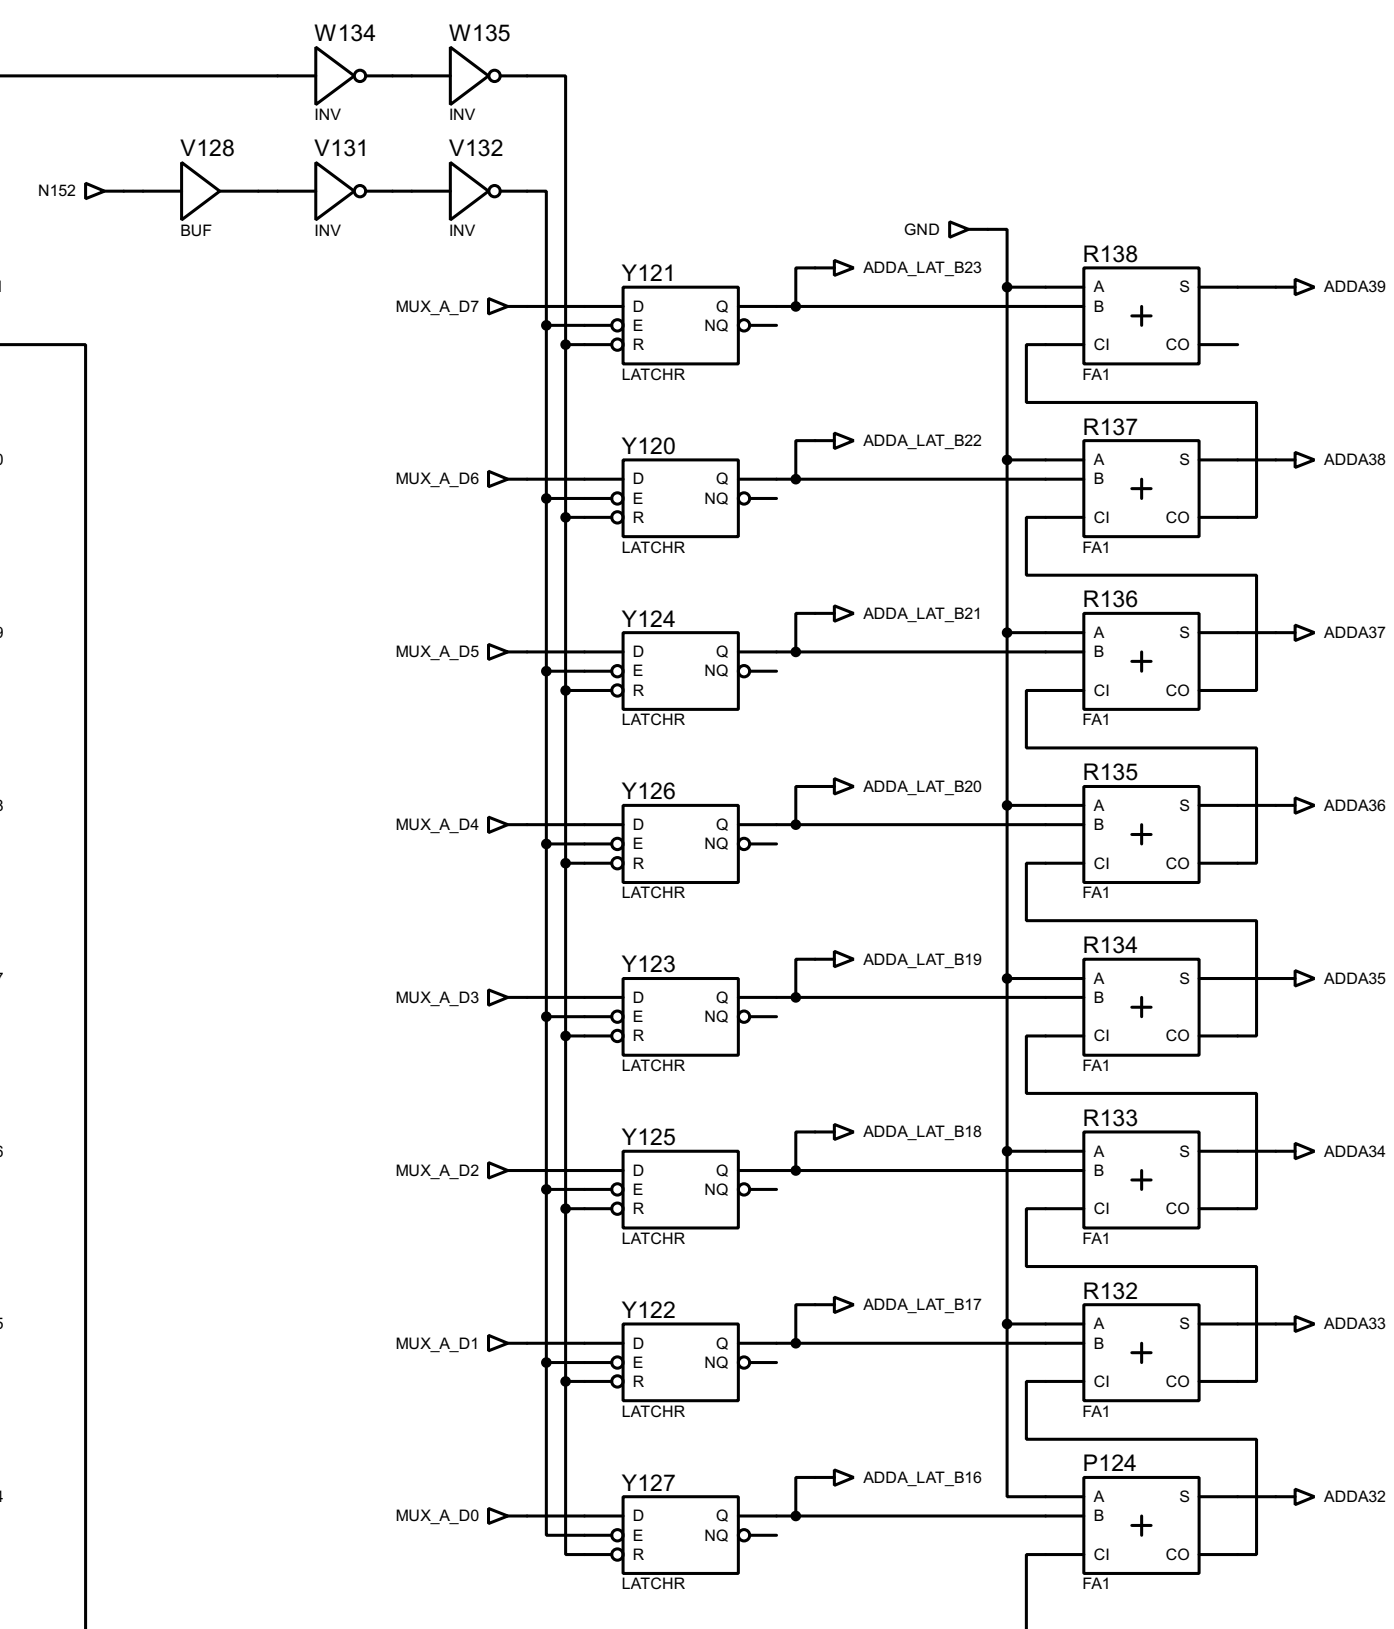 W134 W135
INV INV
V128 V131 V132
N152
BUF INV INV
GND
ADDA_LAT_B23
Y121 R138
MUX_A_D7 D Q A S ADDA39
E NQ B
R CI CO
LATCHR FA1
ADDA_LAT_B22
Y120 R137
MUX_A_D6 D Q A S ADDA38
E NQ B
R CI CO
LATCHR FA1
ADDA_LAT_B21
Y124 R136
MUX_A_D5 D Q A S ADDA37
E NQ B
R CI CO
LATCHR FA1
ADDA_LAT_B20
Y126 R135
MUX_A_D4 D Q A S ADDA36
E NQ B
R CI CO
LATCHR FA1
ADDA_LAT_B19
Y123 R134
MUX_A_D3 D Q A S ADDA35
E NQ B
R CI CO
LATCHR FA1
ADDA_LAT_B18
Y125 R133
MUX_A_D2 D Q A S ADDA34
E NQ B
R CI CO
LATCHR FA1
ADDA_LAT_B17
Y122 R132
MUX_A_D1 D Q A S ADDA33
E NQ B
R CI CO
LATCHR FA1
ADDA_LAT_B16
Y127 P124
MUX_A_D0 D Q A S ADDA32
E NQ B
R CI CO
LATCHR FA1